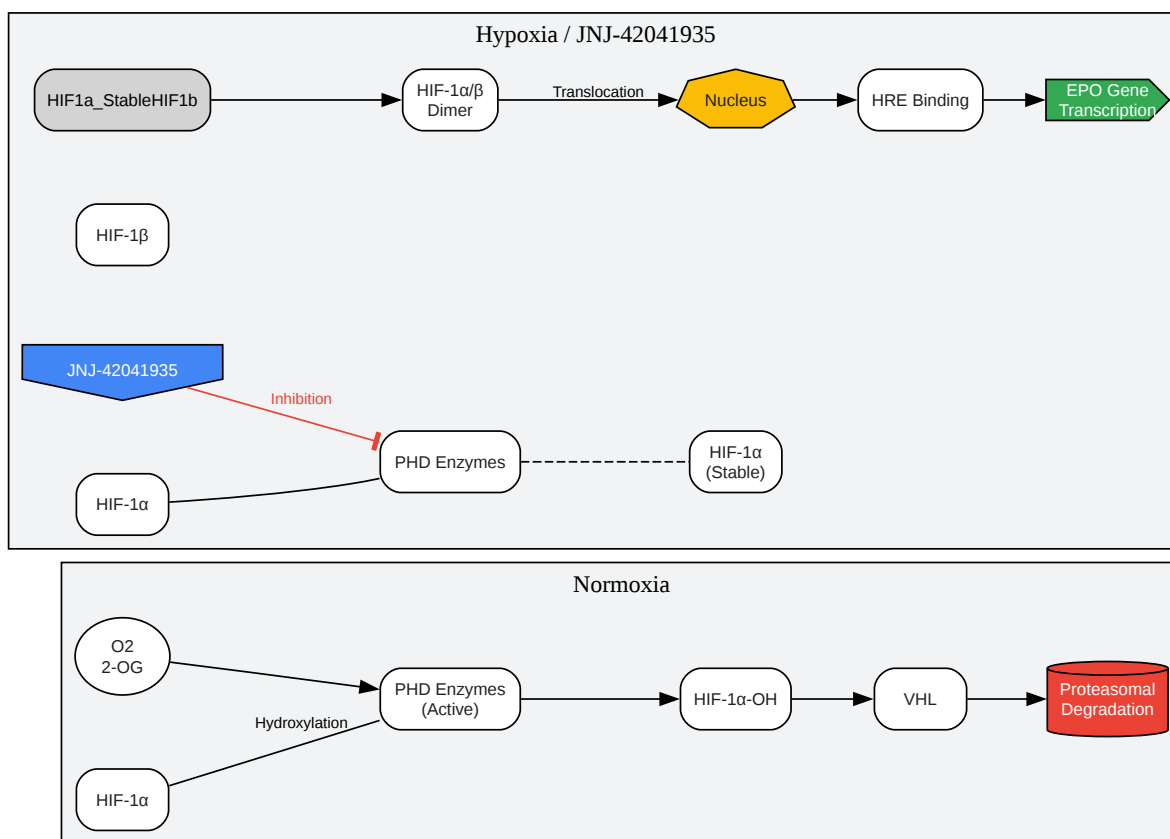 Hypoxia / JNJ-42041935
HIF1a_StableHIF1b
HIF-1α/β
Dimer
Translocation
Nucleus
HRE Binding
EPO Gene
Transcription
HIF-1β
JNJ-42041935
Inhibition
PHD Enzymes
HIF-1α
(Stable)
HIF-1α
Normoxia
O2
2-OG
PHD Enzymes
(Active)
HIF-1α-OH
VHL
Proteasomal
Degradation
Hydroxylation
HIF-1α